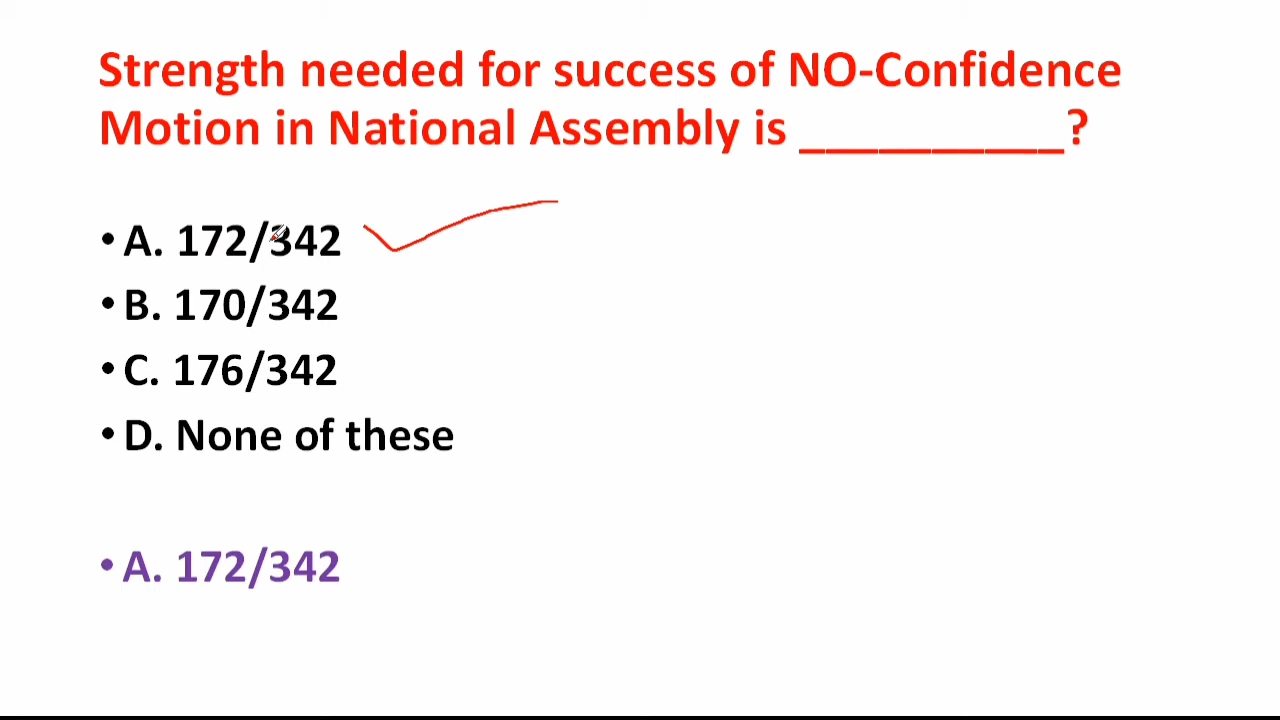 Strength needed for success of NO-Confidence
Motion in National Assembly is __________?
• A. 172/342
• B. 170/342
• C. 176/342
• D. None of these
• A. 172/342